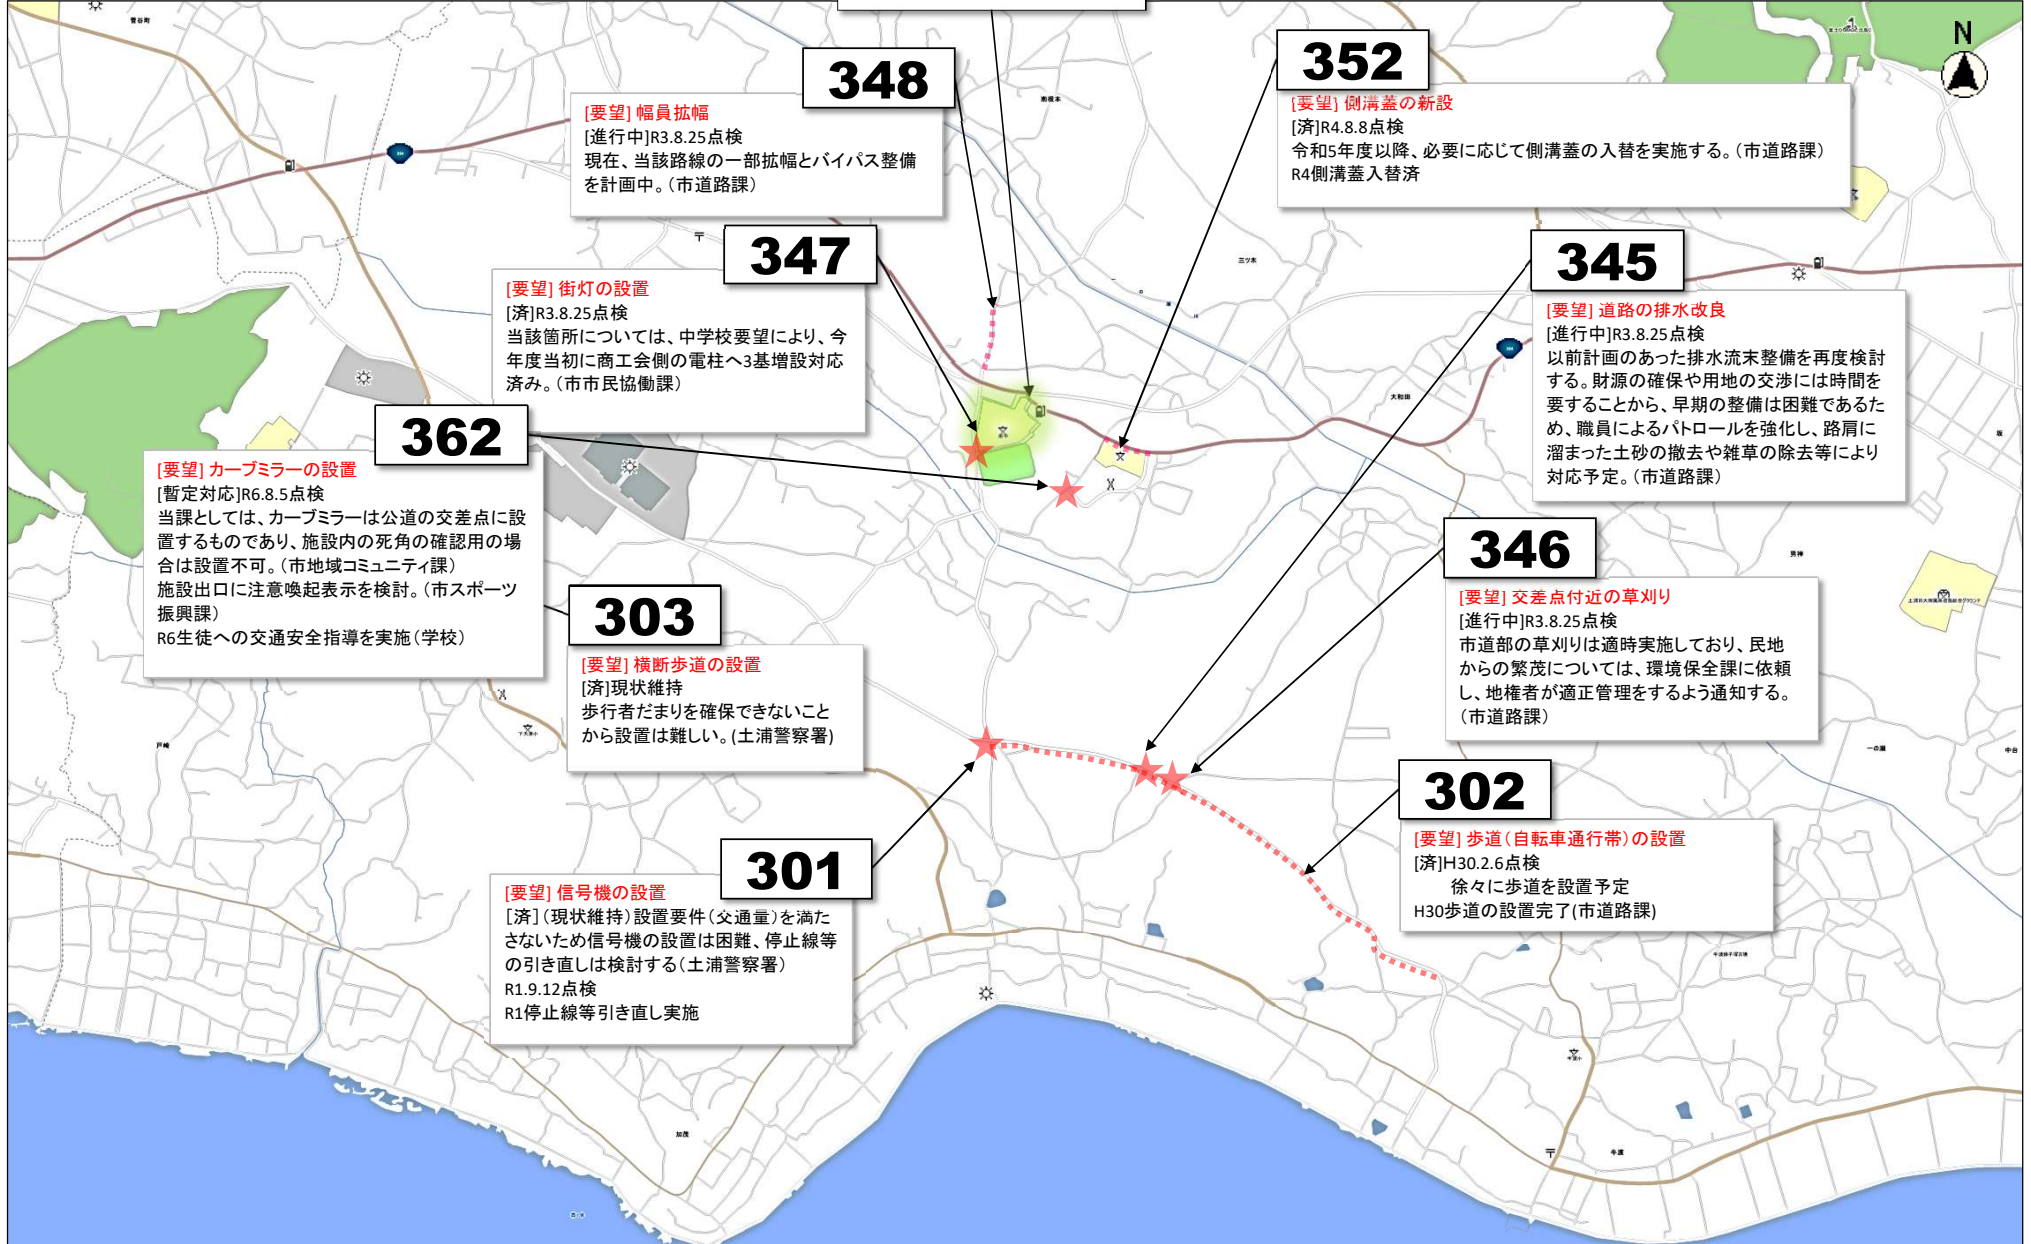 菅谷町
南根本
N
348
[要望] 幅員拡幅
[進行中]R3.8.25点検
現在、当該路線の一部拡幅とバイパス整備
を計画中。(市道路課)
352
[要望] 側溝蓋の新設
[済]R4.8.8点検
令和5年度以降、必要に応じて側溝蓋の入替を実施する。(市道路課)
R4側溝蓋入替済
347
[要望] 街灯の設置
[済]R3.8.25点検
当該箇所については、中学校要望により、今
年度当初に商工会側の電柱へ3基増設対応
済み。(市市民協働課)
三ツ木
345
[要望] 道路の排水改良
[進行中]R3.8.25点検
以前計画のあった排水流末整備を再度検討
する。財源の確保や用地の交渉には時間を
要することから、早期の整備は困難であるた
め、職員によるパトロールを強化し、路肩に
溜まった土砂の撤去や雑草の除去等により
対応予定。(市道路課)
大和田
坂
362
[要望] カーブミラーの設置
[暫定対応]R6.8.5点検
当課としては、カーブミラーは公道の交差点に設
置するものであり、施設内の死角の確認用の場
合は設置不可。(市地域コミュニティ課)
施設出口に注意喚起表示を検討。(市スポーツ
振興課)
R6生徒への交通安全指導を実施(学校)
346
[要望] 交差点付近の草刈り
[進行中]R3.8.25点検
市道部の草刈りは適時実施しており、民地
からの繁茂については、環境保全課に依頼
し、地権者が適正管理をするよう通知する。
(市道路課)
男神
303
[要望] 横断歩道の設置
[済]現状維持
歩行者だまりを確保できないこと
から設置は難しい。(土浦警察署)
戸崎
下大津小
一の瀬
中台
302
[要望] 歩道(自転車通行帯)の設置
[済]H30.2.6点検
徐々に歩道を設置予定
H30歩道の設置完了(市道路課)
301
[要望] 信号機の設置
[済](現状維持)設置要件(交通量)を満た
さないため信号機の設置は困難、停止線等
の引き直しは検討する(土浦警察署)
R1.9.12点検
R1停止線等引き直し実施
牛渡小
加茂
牛渡